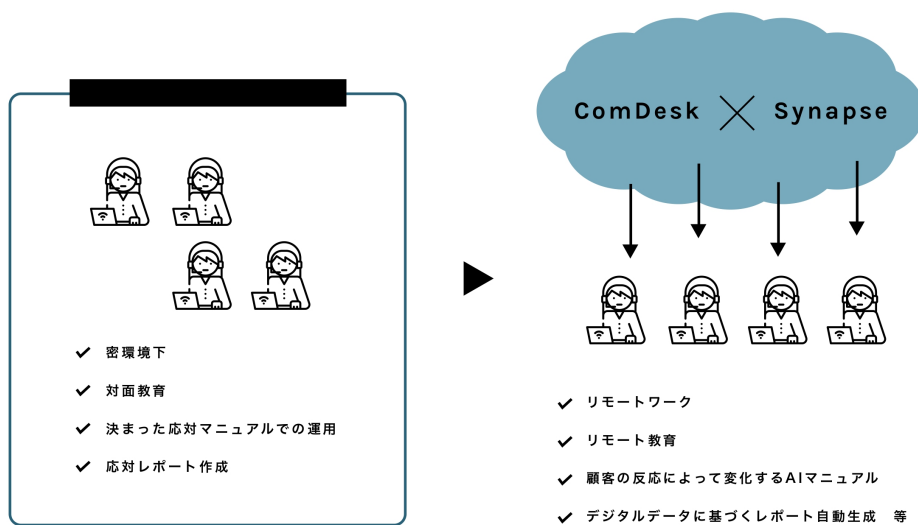 密環境下
対面教育
決まった応対マニュアルでの運用
応対レポート作成
ComDesk × Synapse
リモートワーク
リモート教育
顧客の反応によって変化するAIマニュアル
デジタルデータに基づくレポート自動生成　等